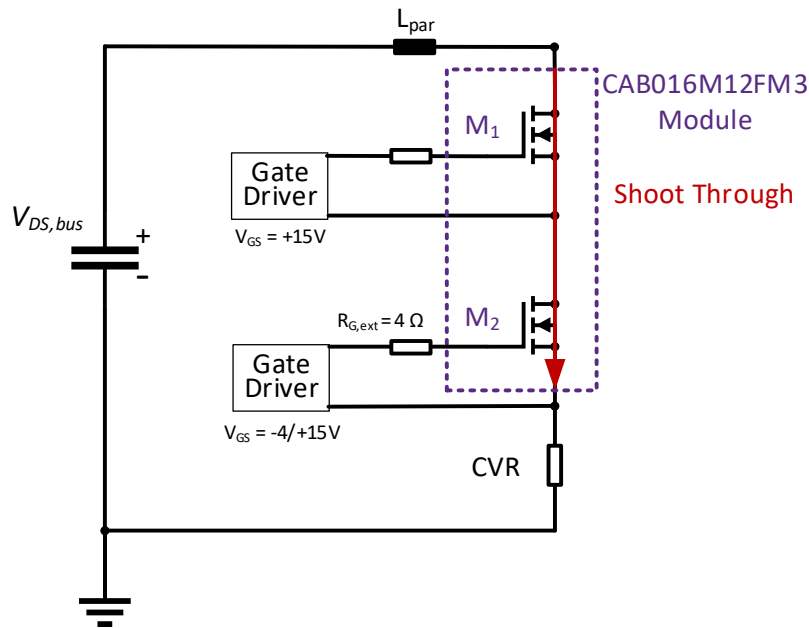 L_par
CAB016M12FM3
Module
M₁
Gate
Driver
Shoot Through
V_GS = +15V
V_DS,bus
+
-
R_G,ext = 4 Ω
M₂
Gate
Driver
V_GS = -4/+15V
CVR